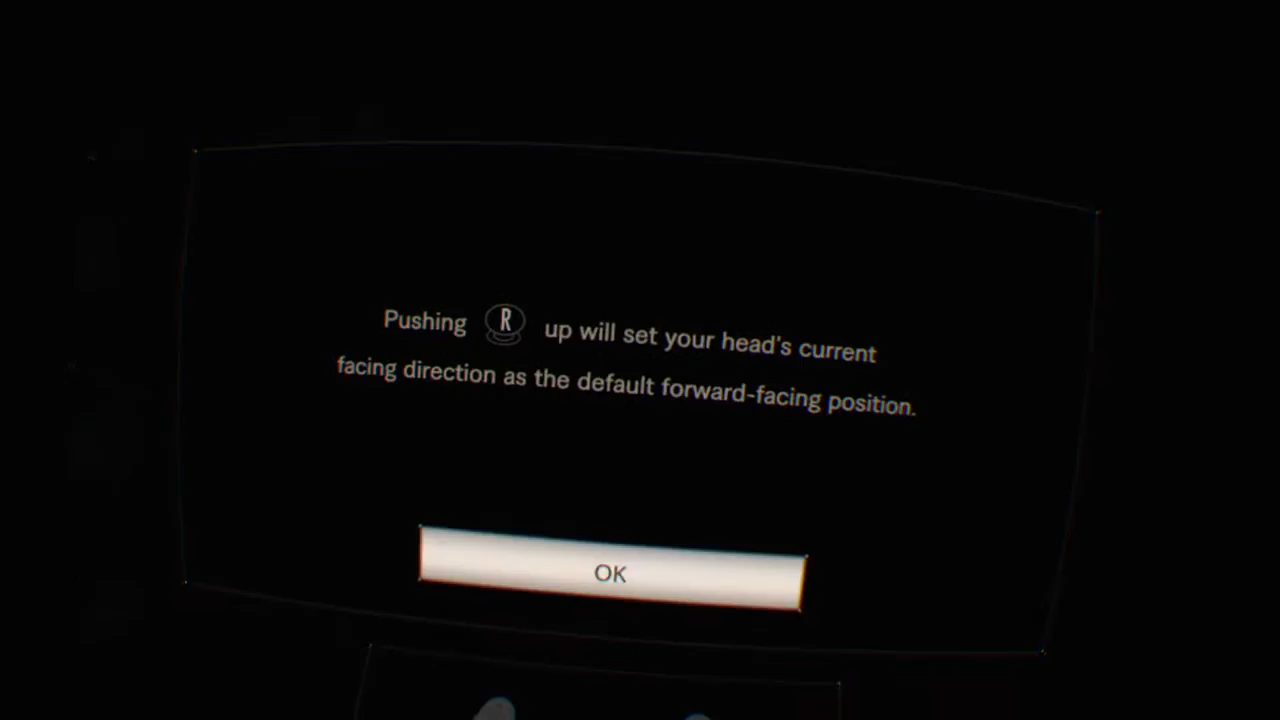 Pushing R up will set your head's current
facing direction as the default forward-facing position.
OK